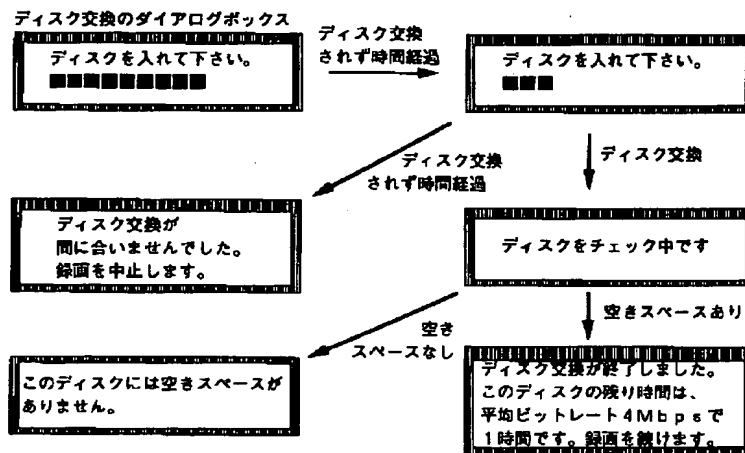 ディスク交換のダイアログボックス
ディスクを入れて下さい。
ディスク交換
されず時間経過
ディスクを入れて下さい。
ディスク交換
されず時間経過
ディスク交換
ディスク交換が
間に合いませんでした。
録画を中止します。
ディスクをチェック中です
空き
スペースなし
空きスペースあり
このディスクには空きスペースが
ありません。
ディスク交換が終了しました。
このディスクの残り時間は、
平均ビットレート4Mbpsで
1時間です。録画を続けます。